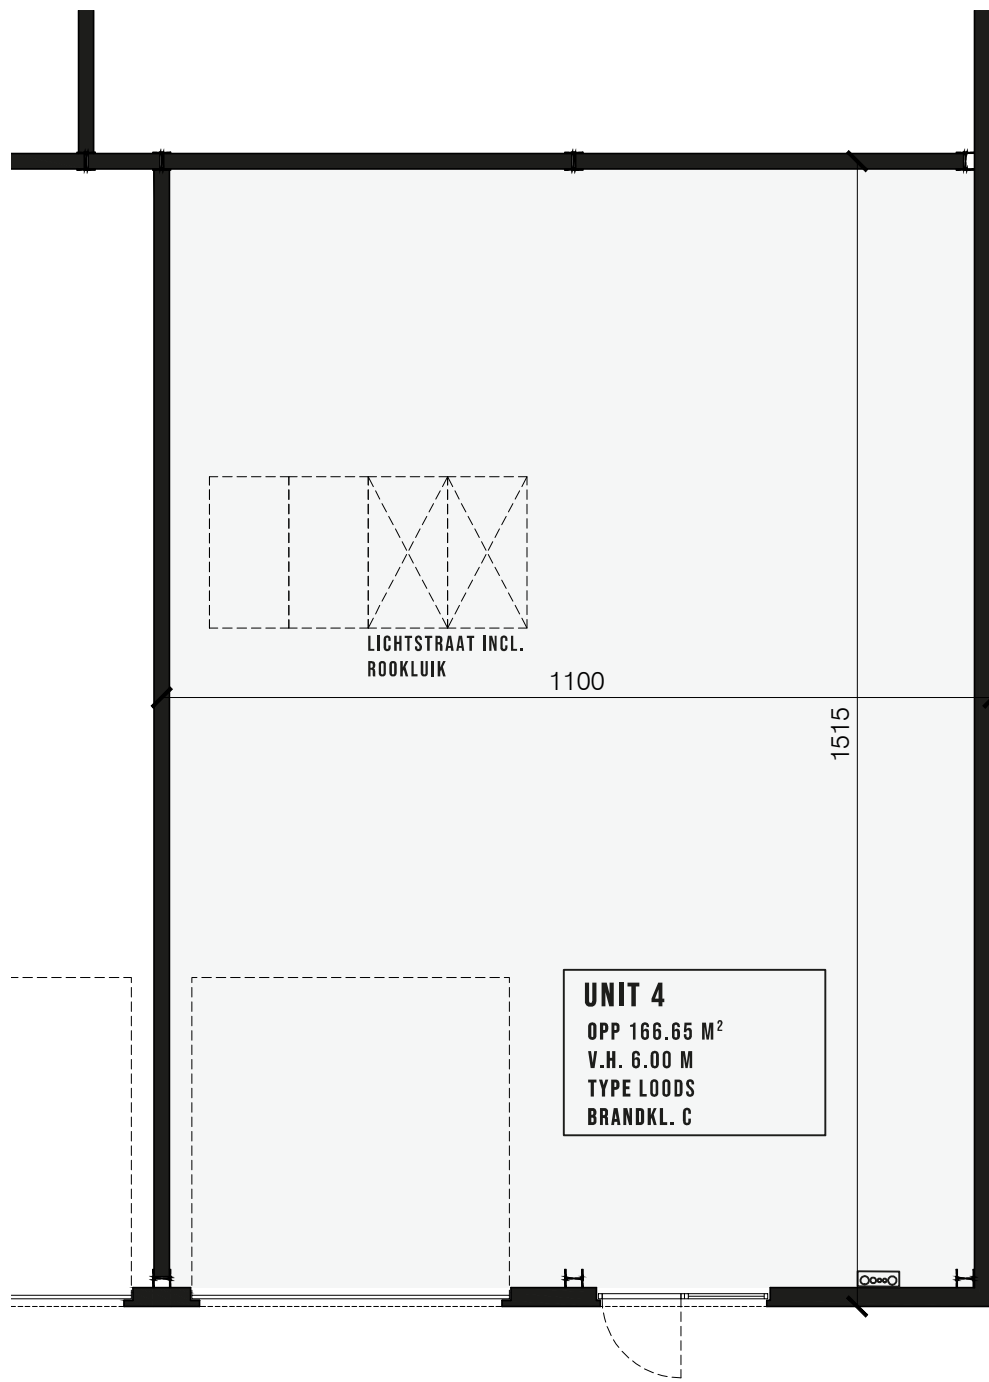 LICHTSTRAAT INCL.
ROOKLUIK
1100
1515
UNIT 4
OPP 166.65 M²
V.H. 6.00 M
TYPE LOODS
BRANDKL. C